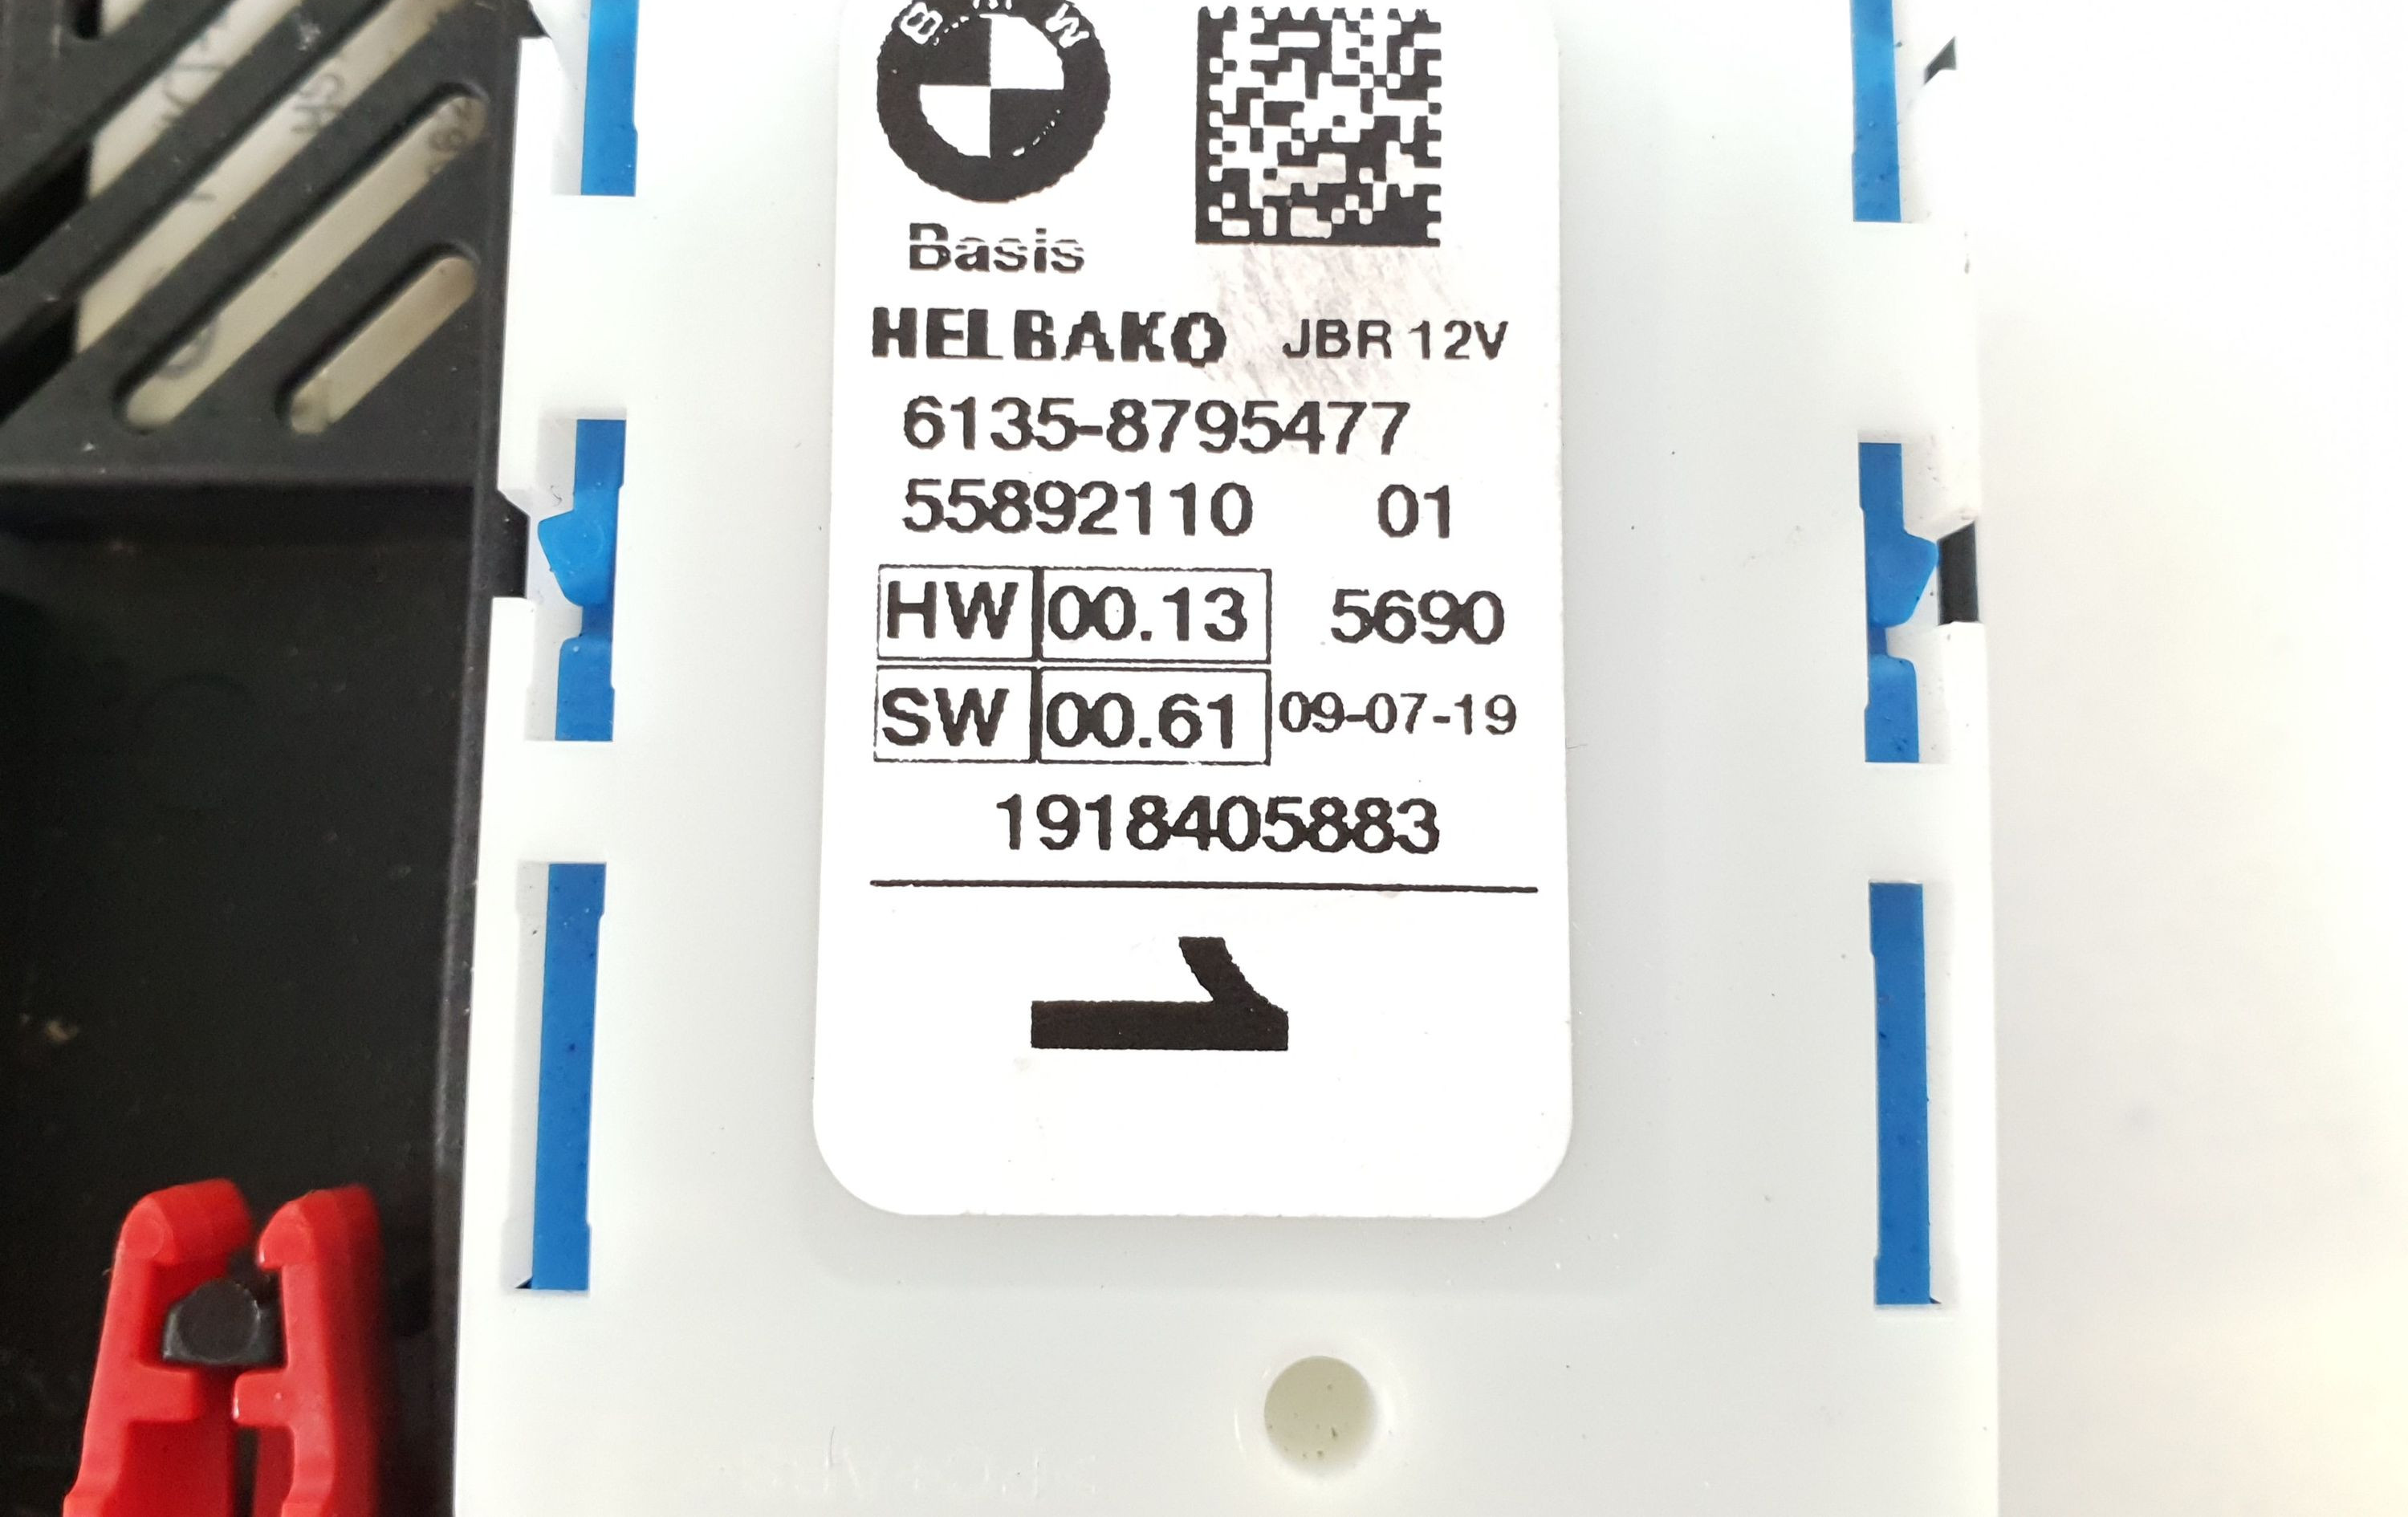 BMW
Basis
HELBAKO JBR 12V
6135-8795477
55892110 01
HW 00.13 5690
SW 00.61 09-07-19
1918405883
1